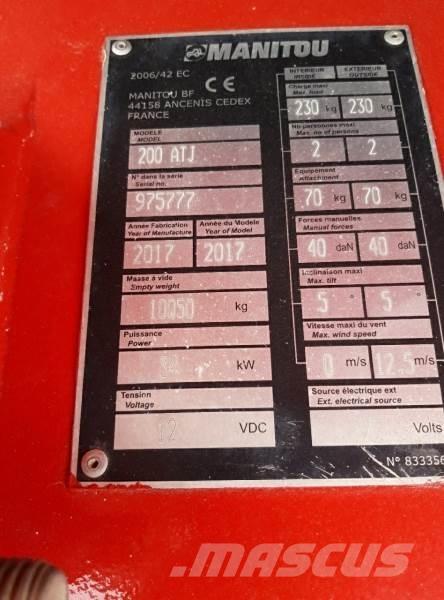 MANITOU
2006/42 EC CE
MANITOU BF
44158 ANCENIS CEDEX
FRANCE
MODELE
MODEL
200 ATJ
N° dans la série
Serial no.
975777
Année Fabrication
Year of Manufacture
2017
Année du Modèle
Year of Model
2017
Masse à vide
Empty weight
10050 kg
Puissance
Power
kW
Tension
Voltage
12 VDC
INTERIEUR
INSIDE
EXTERIEUR
OUTSIDE
Charge maxi
Max. load
230 kg 230 kg
Nb personnes maxi
Max. no of persons
2 2
Equipement
Attachment
70 kg 70 kg
Forces manuelles
Manual forces
40 daN 40 daN
Inclinaison maxi
Max. tilt
5 ° 5 °
Vitesse maxi du vent
Max. wind speed
0 m/s 12.5 m/s
Source électrique ext
Ext. electrical source
Volts
N° 833356
MASCUS